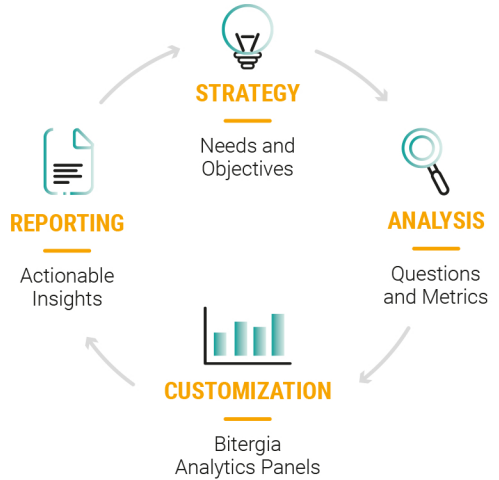 STRATEGY
Needs and
Objectives
ANALYSIS
Questions
and Metrics
CUSTOMIZATION
Bitergia
Analytics Panels
REPORTING
Actionable
Insights